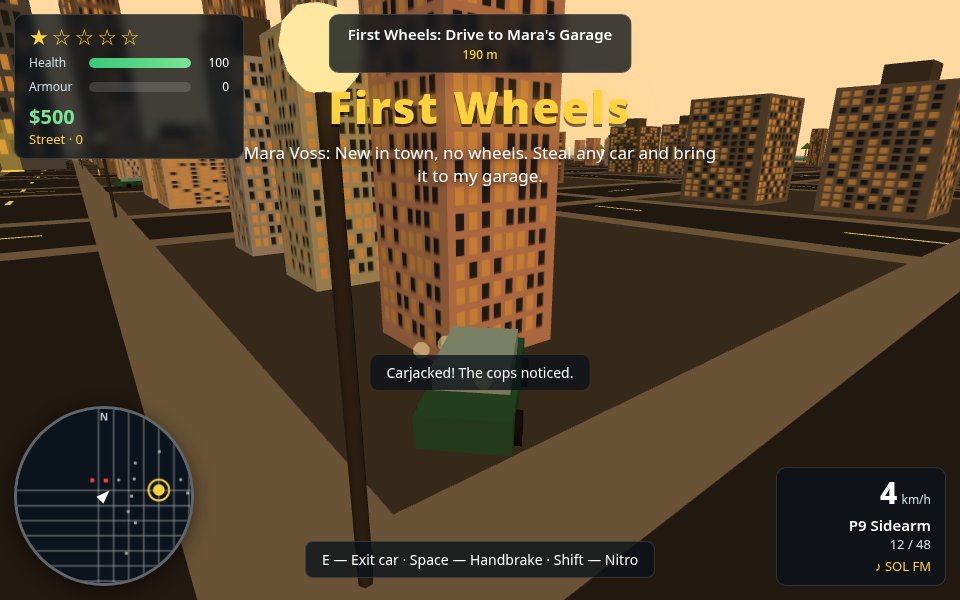 ★☆☆☆☆
Health 100
Armour 0
$500
Street · 0
First Wheels: Drive to Mara's Garage
190 m
First Wheels
Mara Voss: New in town, no wheels. Steal any car and bring
it to my garage.
Carjacked! The cops noticed.
N
E — Exit car · Space — Handbrake · Shift — Nitro
4 km/h
P9 Sidearm
12 / 48
♪ SOL FM